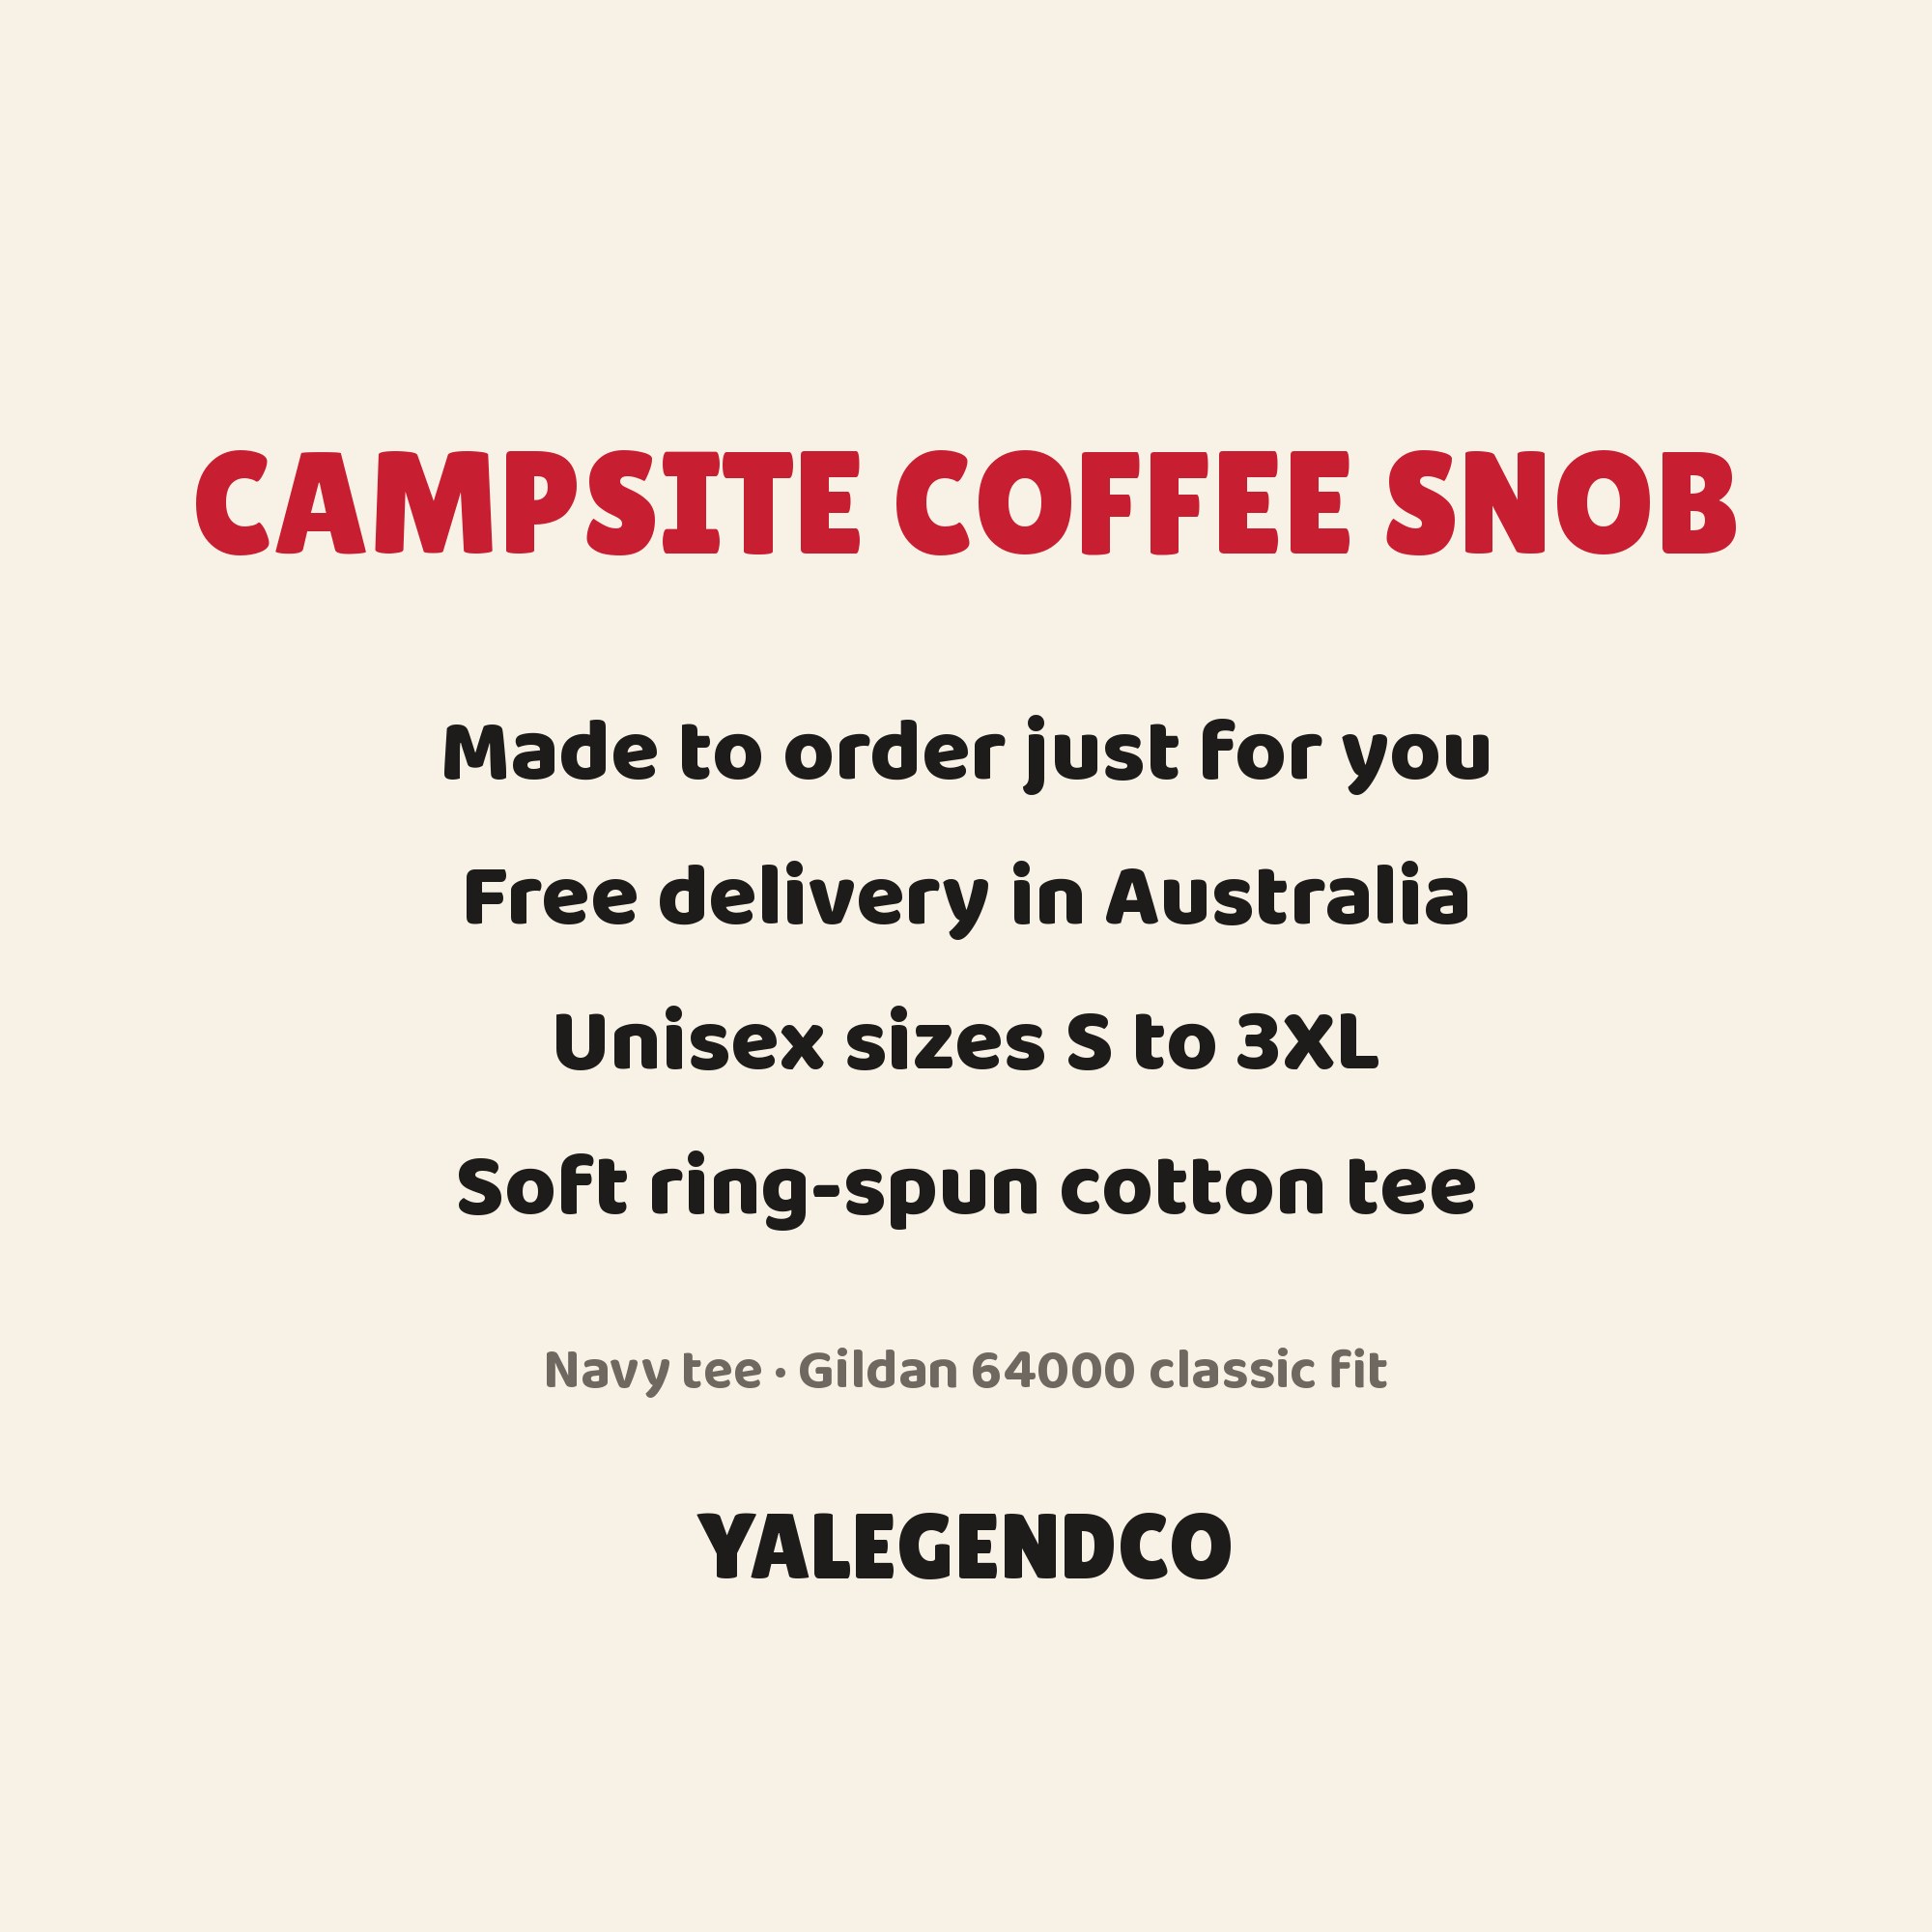 CAMPSITE COFFEE SNOB
Made to order just for you
Free delivery in Australia
Unisex sizes S to 3XL
Soft ring-spun cotton tee
Navy tee · Gildan 64000 classic fit
YALEGENDCO